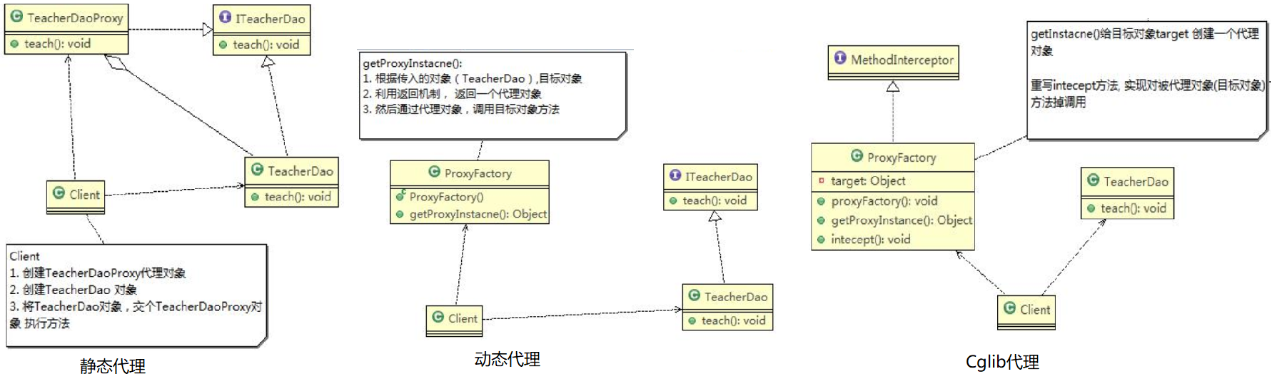 TeacherDaoProxy
teach(): void
ITeacherDao
teach(): void
TeacherDao
teach(): void
Client
Client
1. 创建TeacherDaoProxy代理对象
2. 创建TeacherDao 对象
3. 将TeacherDao对象，交个TeacherDaoProxy对
象 执行方法
静态代理
getProxyInstacne():
1. 根据传入的对象（TeacherDao）,目标对象
2. 利用返回机制， 返回一个代理对象
3. 然后通过代理对象，调用目标对象方法
ProxyFactory
ProxyFactory()
getProxyInstacne(): Object
ITeacherDao
teach(): void
TeacherDao
teach(): void
Client
动态代理
MethodInterceptor
getInstacne()给目标对象target 创建一个代理
对象
重写intecept方法, 实现对被代理对象(目标对象)
方法掉调用
ProxyFactory
target: Object
proxyFactory(): void
getProxyInstance(): Object
intecept(): void
TeacherDao
teach(): void
Client
Cglib代理